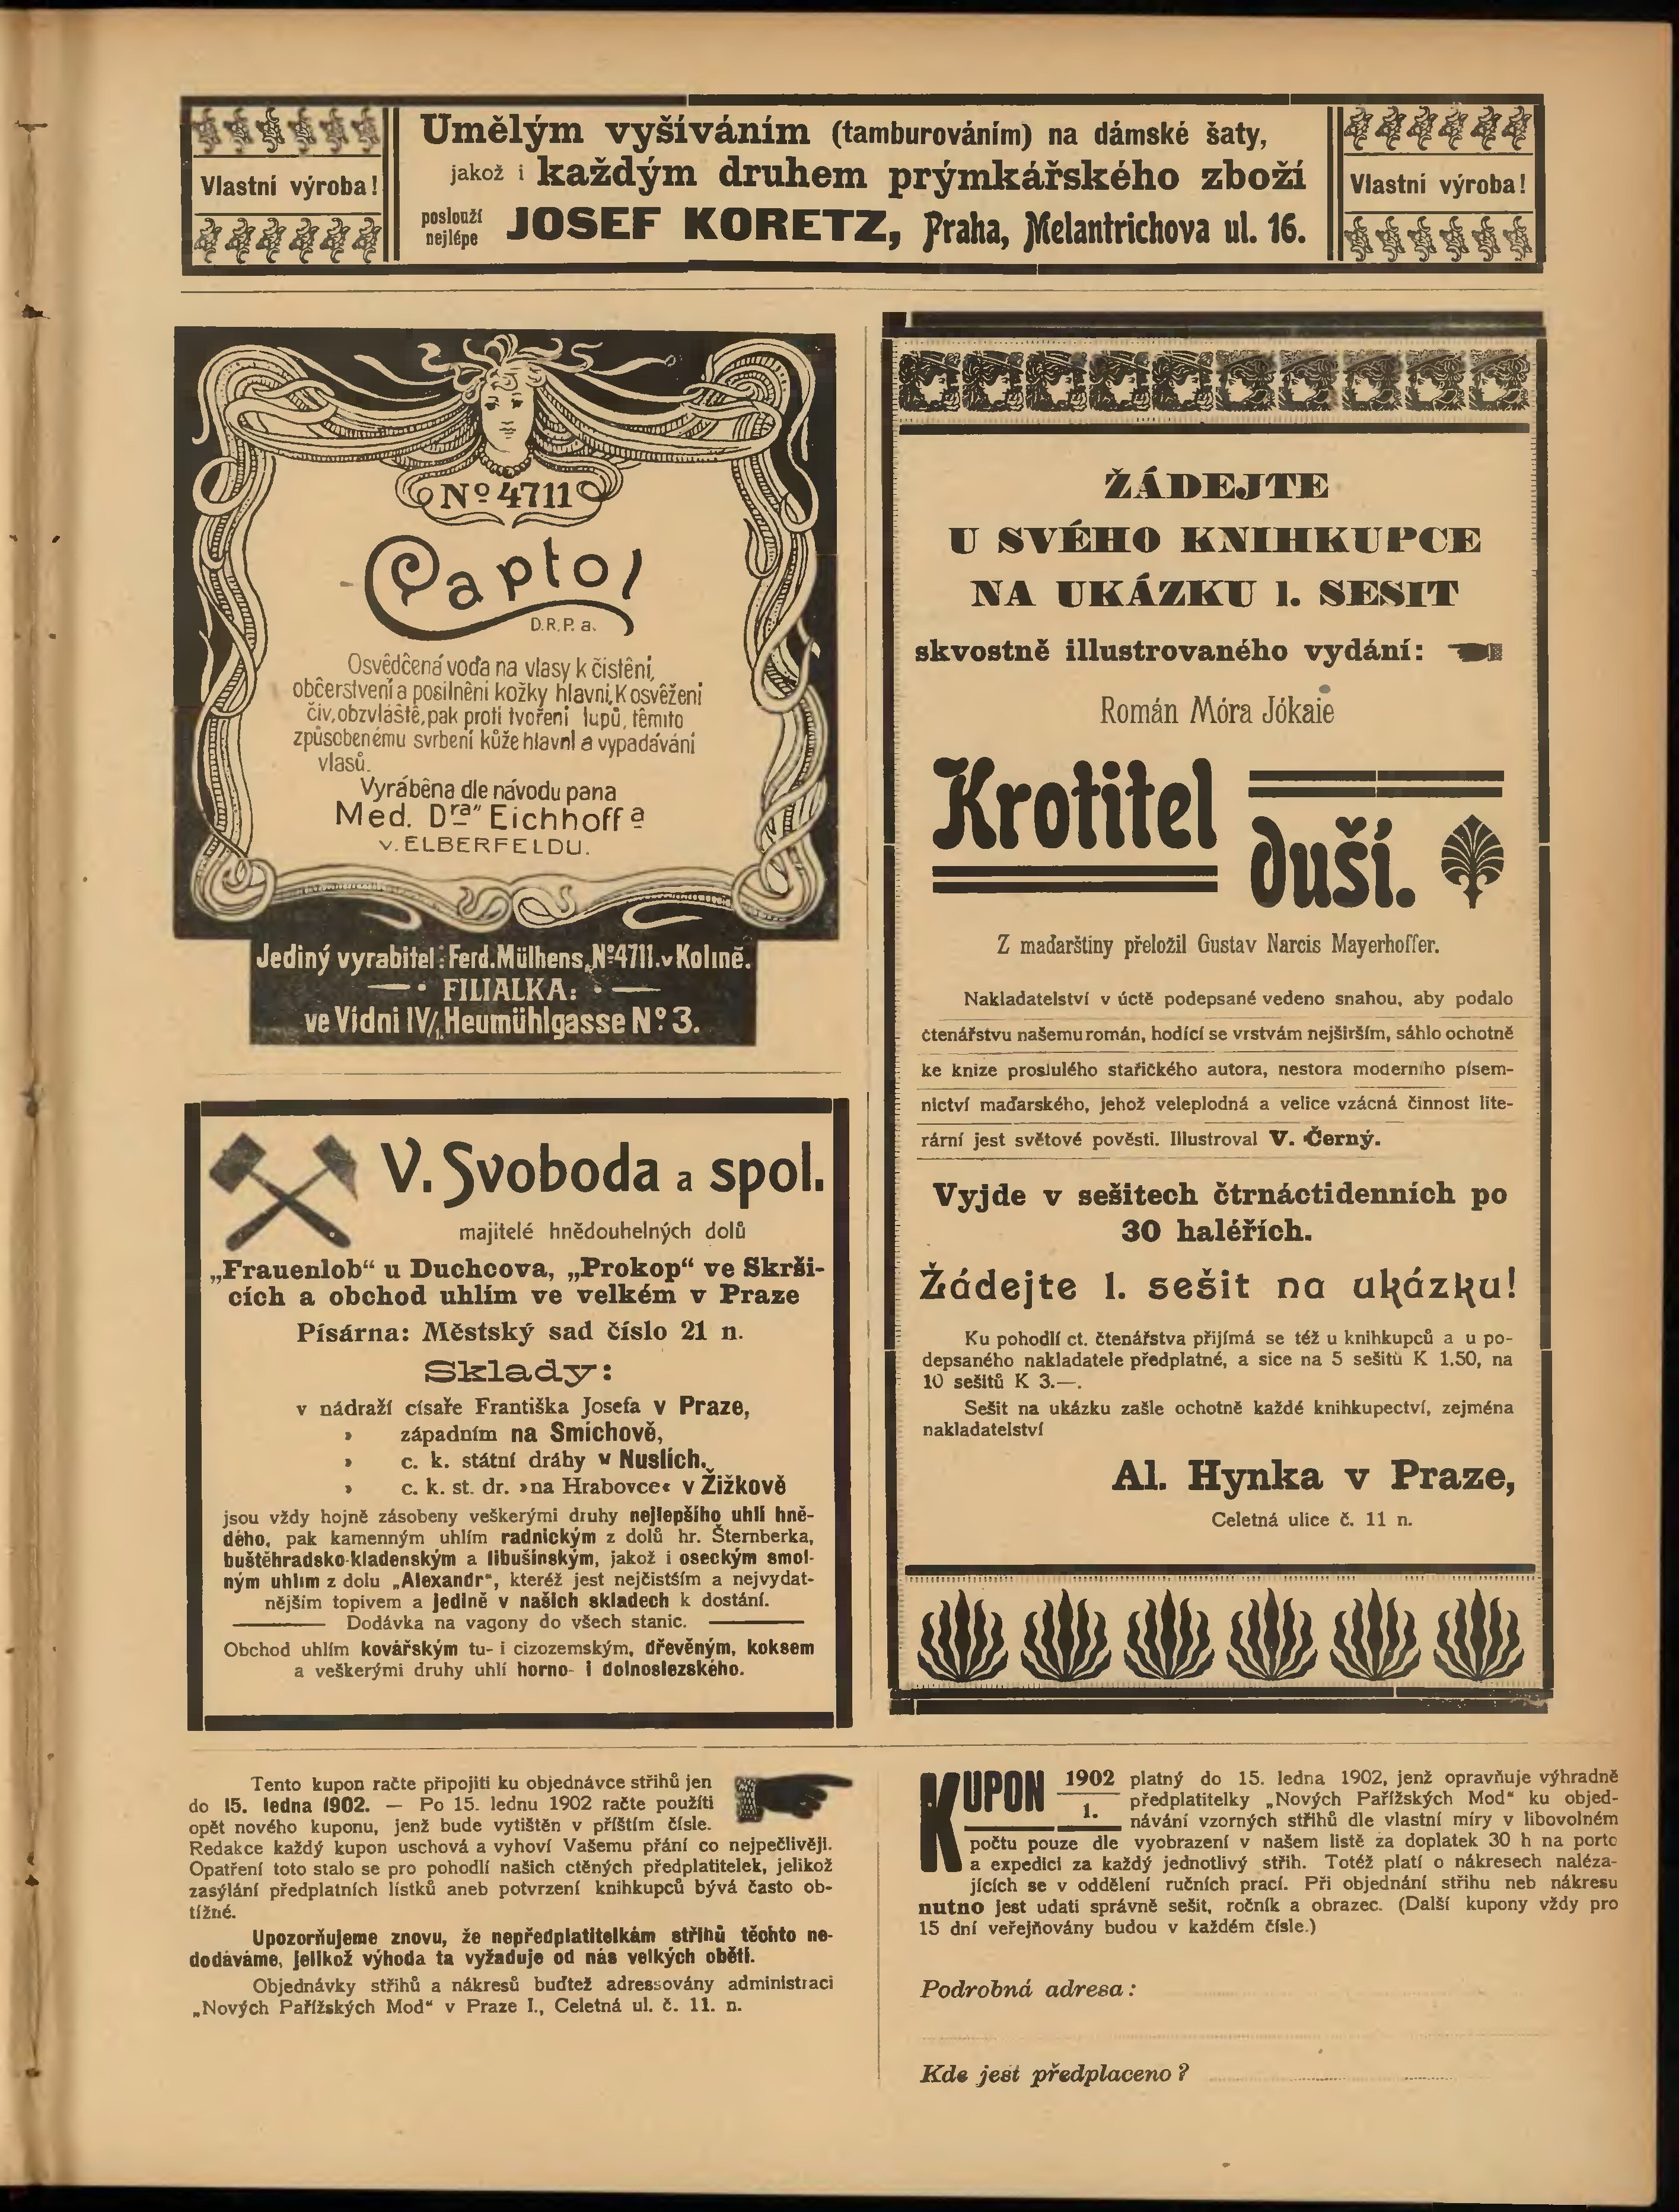 Vlastní výroba!
Umělým vyšíváním (tamburováním) na dámské šaty,
jakož i každým druhem prýmkářského zboží
poslouží
nejlépe
JOSEF KORETZ, Praha, Melantrichova ul. 16.
Vlastní výroba!
Nº 4711
Captol
D.R.P. a.
Osvědčená voda na vlasy k čistění,
občerstvení a posilnění kožky hlavní, K osvěžení
čiv, obzvláště, pak proti tvoření lupů, těmito
způsobenému svrbení kůže hlavní a vypadávání
vlasů.
Vyráběna dle návodu pana
Med. Dra Eichhoffa
v. ELBERFELDU.
Jediný vyrabitel: Ferd. Mülhens, Nº 4711. v Kolíně.
FILIALKA:
ve Vídni IV/1, Heumühlgasse Nº 3.
V. Svoboda a spol.
majitelé hnědouhelných dolů
„Frauenlob“ u Duchcova, „Prokop“ ve Skrši-
cích a obchod uhlím ve velkém v Praze
Písárna: Městský sad číslo 21 n.
Sklady:
v nádraží císaře Františka Josefa v Praze,
» západním na Smíchově,
» c. k. státní dráhy v Nuslích,
» c. k. st. dr. »na Hrabovce« v Žižkově
jsou vždy hojně zásobeny veškerými druhy nejlepšího uhlí hně-
dého, pak kamenným uhlím radnickým z dolů hr. Šternberka,
buštěhradsko-kladenským a libušínským, jakož i oseckým smol-
ným uhlím z dolu „Alexandr“, kteréž jest nejčistším a nejvydat-
nějším topivem a jedině v našich skladech k dostání.
Dodávka na vagony do všech stanic.
Obchod uhlím kovářským tu- i cizozemským, dřevěným, koksem
a veškerými druhy uhlí horno- i dolnoslezského.
ŽÁDEJTE
U SVÉHO KNIHKUPCE
NA UKÁZKU 1. SESIT
skvostně illustrovaného vydání:
Román Móra Jókaie
Krotitel
duší.
Z maďarštiny přeložil Gustav Narcis Mayerhoffer.
Nakladatelství v úctě podepsané vedeno snahou, aby podalo
čtenářstvu našemu román, hodící se vrstvám nejširším, sáhlo ochotně
ke knize proslulého stařičkého autora, nestora moderního písem-
nictví maďarského, jehož veleplodná a velice vzácná činnost lite-
rární jest světové pověsti. Illustroval V. Černý.
Vyjde v sešitech čtrnáctidenních po
30 haléřích.
Žádejte 1. sešit na ukázku!
Ku pohodlí ct. čtenářstva přijímá se též u knihkupců a u po-
depsaného nakladatele předplatné, a sice na 5 sešitů K 1.50, na
10 sešitů K 3.—.
Sešit na ukázku zašle ochotně každé knihkupectví, zejména
nakladatelství
Al. Hynka v Praze,
Celetná ulice č. 11 n.
Tento kupon račte připojiti ku objednávce střihů jen
do 15. ledna 1902. — Po 15. lednu 1902 račte použíti
opět nového kuponu, jenž bude vytištěn v příštím čísle.
Redakce každý kupon uschová a vyhoví Vašemu přání co nejpečlivěji.
Opatření toto stalo se pro pohodlí našich ctěných předplatitelek, jelikož
zasýlání předplatních lístků aneb potvrzení knihkupců bývá často ob-
tížné.
Upozorňujeme znovu, že nepředplatitelkám střihů těchto ne-
dodáváme, jelikož výhoda ta vyžaduje od nás velkých obětí.
Objednávky střihů a nákresů buďtež adressovány administraci
„Nových Pařížských Mod“ v Praze I., Celetná ul. č. 11. n.
KUPON 1902
1.
platný do 15. ledna 1902, jenž opravňuje výhradně
předplatitelky „Nových Pařížských Mod“ ku objed-
návání vzorných střihů dle vlastní míry v libovolném
počtu pouze dle vyobrazení v našem listě za doplatek 30 h na porto
a expedici za každý jednotlivý střih. Totéž platí o nákresech naléza-
jících se v oddělení ručních prací. Při objednání střihu neb nákresu
nutno jest udati správně sešit, ročník a obrazec. (Další kupony vždy pro
15 dní veřejňovány budou v každém čísle.)
Podrobná adresa:
Kde jest předplaceno?